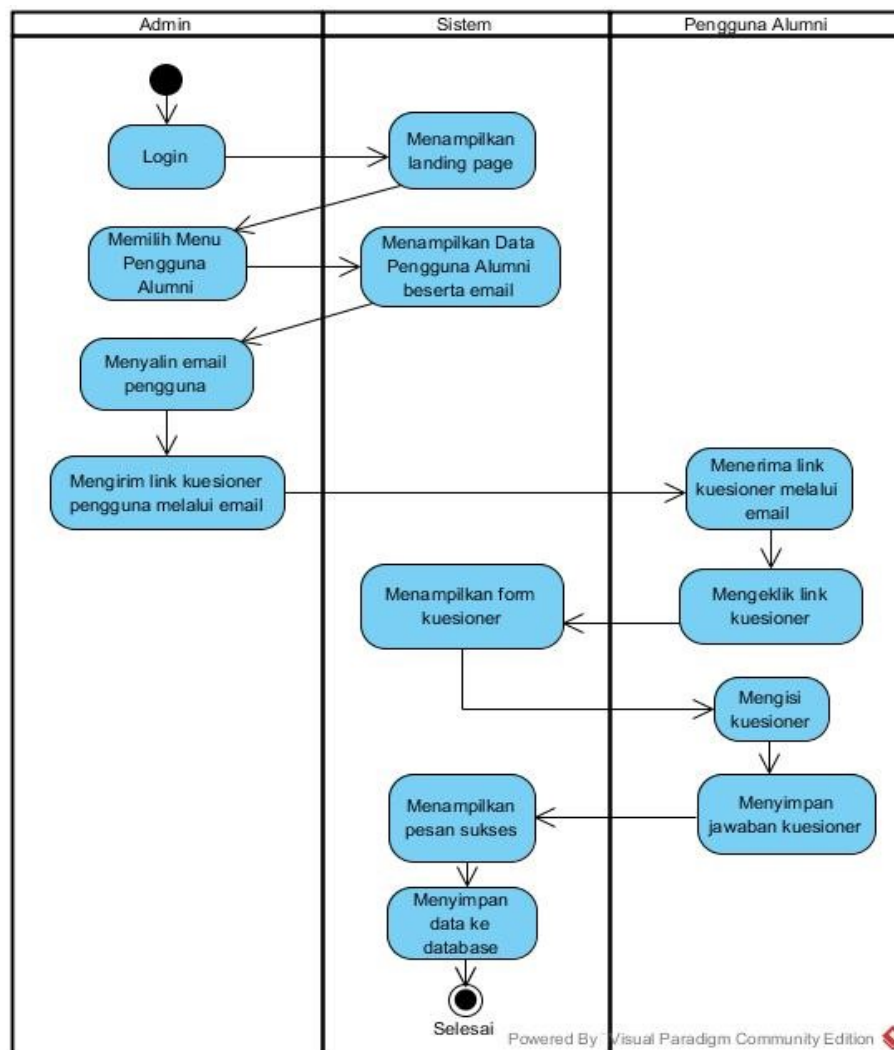 Admin
Sistem
Pengguna Alumni
Login
Menampilkan
landing page
Memilih Menu
Pengguna
Alumni
Menampilkan Data
Pengguna Alumni
beserta email
Menyalin email
pengguna
Mengirim link kuesioner
pengguna melalui email
Menerima link
kuesioner melalui
email
Mengeklik link
kuesioner
Menampilkan form
kuesioner
Mengisi
kuesioner
Menyimpan
jawaban kuesioner
Menampilkan
pesan sukses
Menyimpan
data ke
database
Selesai
Powered By Visual Paradigm Community Edition